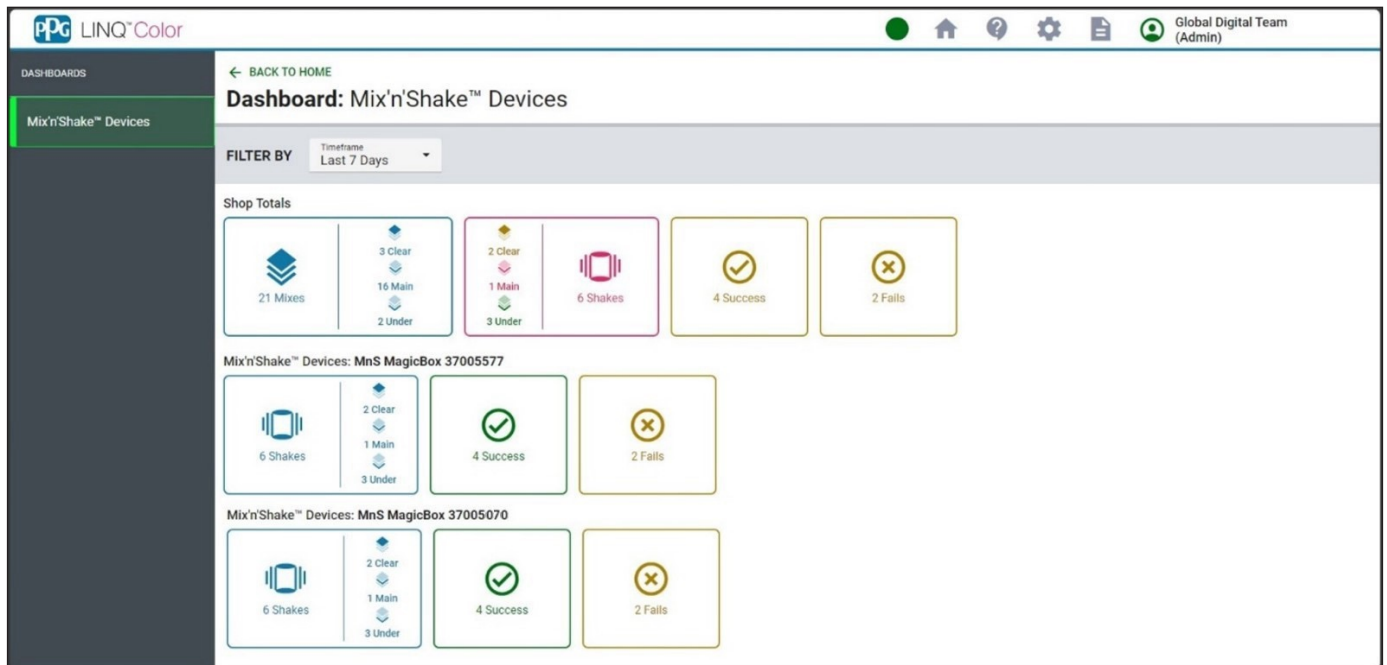 PPG LINQ™Color
Global Digital Team
(Admin)
DASHBOARDS
Mix'n'Shake™ Devices
← BACK TO HOME
Dashboard: Mix'n'Shake™ Devices
FILTER BY
Timeframe
Last 7 Days
Shop Totals
21 Mixes
3 Clear
16 Main
2 Under
2 Clear
1 Main
3 Under
6 Shakes
4 Success
2 Fails
Mix'n'Shake™ Devices: MnS MagicBox 37005577
6 Shakes
2 Clear
1 Main
3 Under
4 Success
2 Fails
Mix'n'Shake™ Devices: MnS MagicBox 37005070
6 Shakes
2 Clear
1 Main
3 Under
4 Success
2 Fails